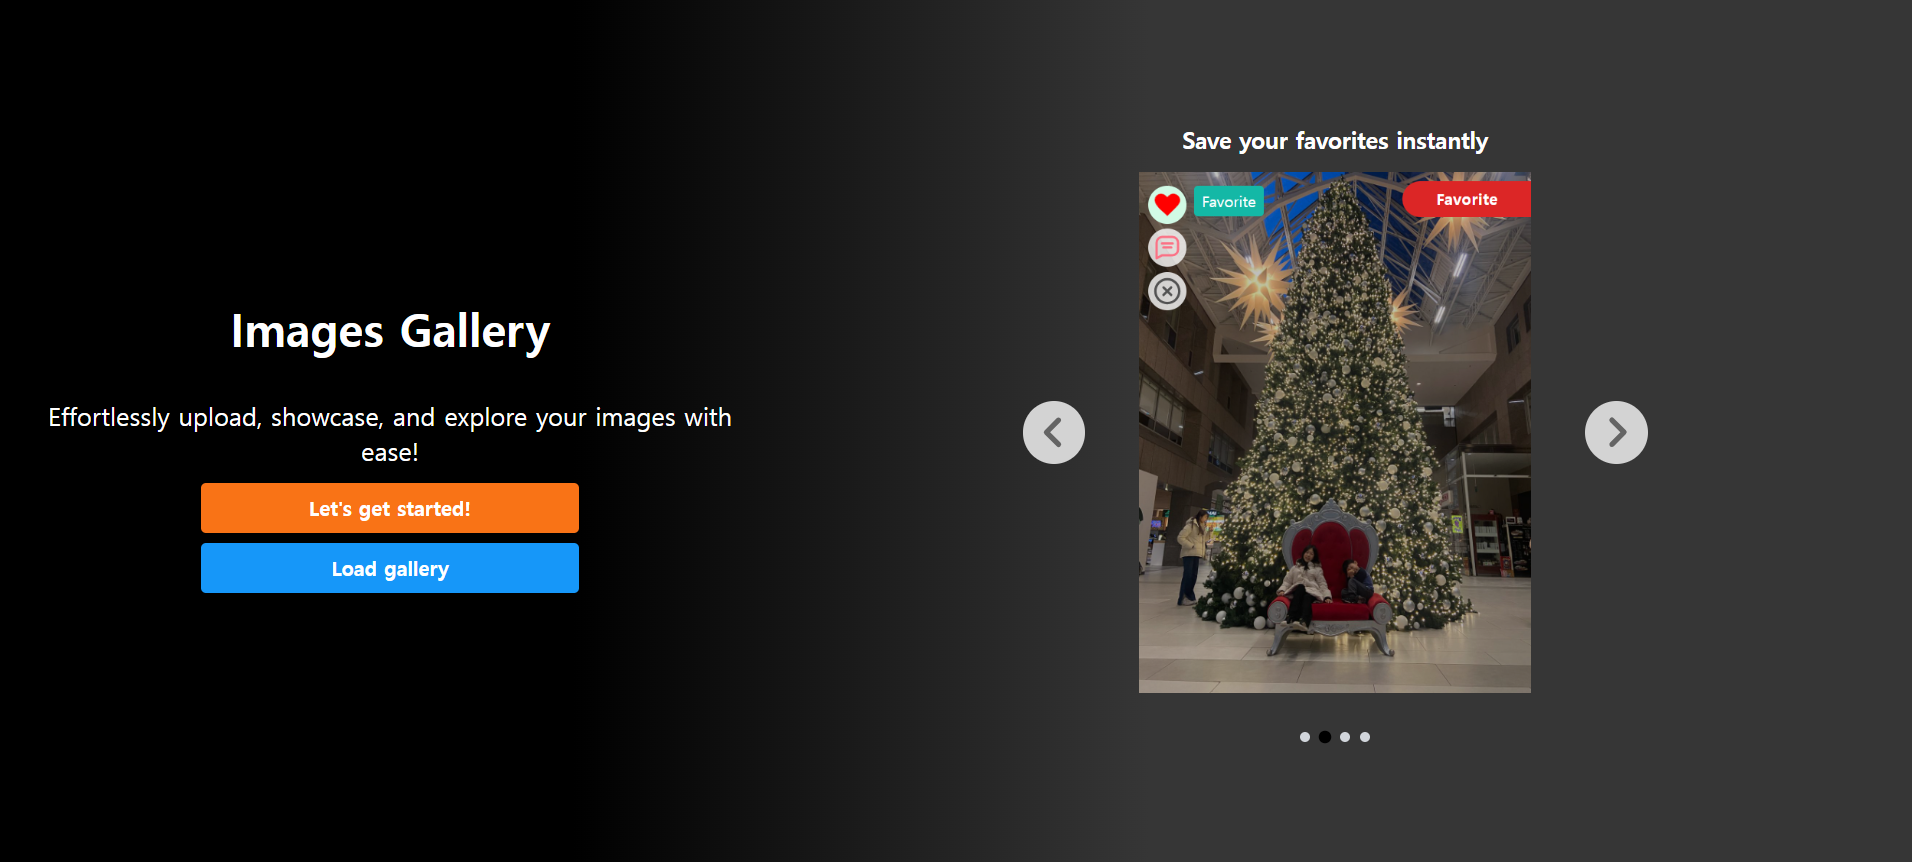 Images Gallery
Effortlessly upload, showcase, and explore your images with
ease!
Let's get started!
Load gallery
Save your favorites instantly
Favorite
Favorite